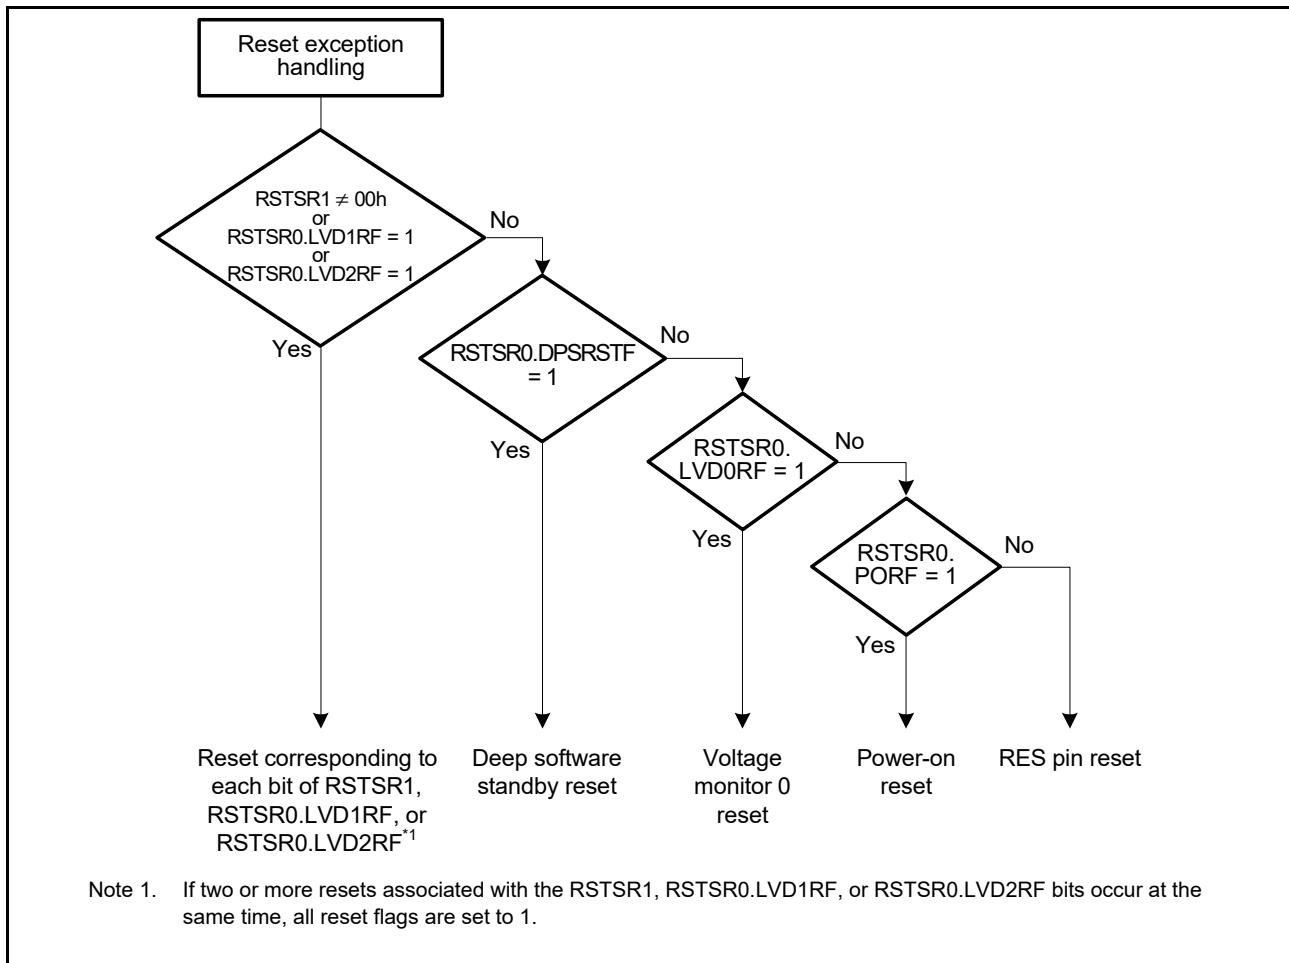 Reset exception
handling
RSTSR1 ≠ 00h
or
RSTSR0.LVD1RF = 1
or
RSTSR0.LVD2RF = 1
No
Yes
RSTSR0.DPSRSTF
= 1
No
Yes
RSTSR0.
LVD0RF = 1
No
Yes
RSTSR0.
PORF = 1
No
Yes
Reset corresponding to
each bit of RSTSR1,
RSTSR0.LVD1RF, or
RSTSR0.LVD2RF*1
Deep software
standby reset
Voltage
monitor 0
reset
Power-on
reset
RES pin reset
Note 1. If two or more resets associated with the RSTSR1, RSTSR0.LVD1RF, or RSTSR0.LVD2RF bits occur at the
same time, all reset flags are set to 1.